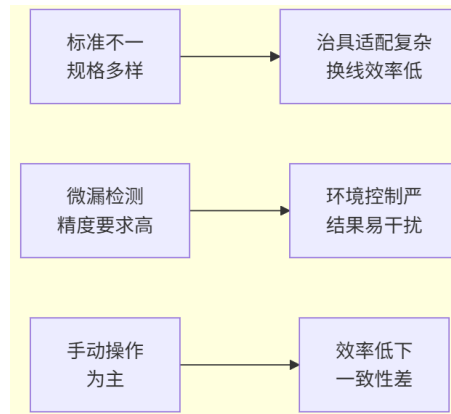 标准不一
规格多样
治具适配复杂
换线效率低
微漏检测
精度要求高
环境控制严
结果易干扰
手动操作
为主
效率低下
一致性差